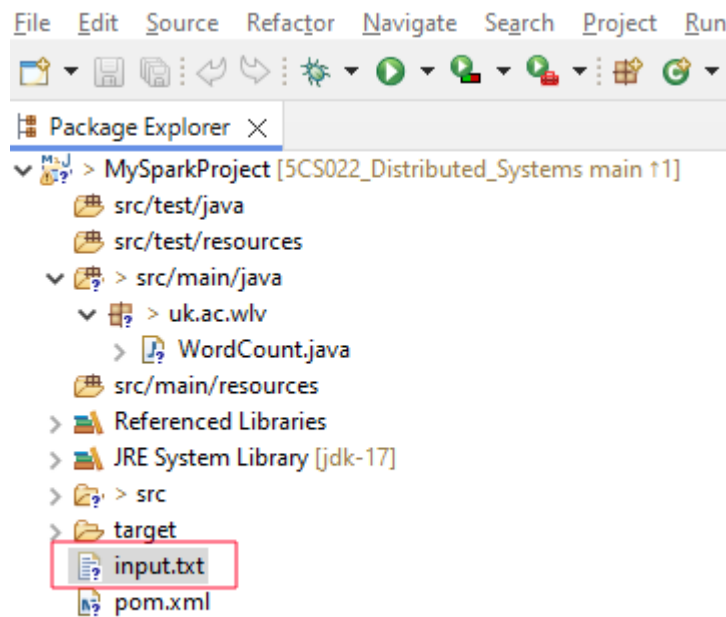 File Edit Source Refactor Navigate Search Project Run
Package Explorer
> MySparkProject [5CS022_Distributed_Systems main ↑1]
src/test/java
src/test/resources
> src/main/java
> uk.ac.wlv
WordCount.java
src/main/resources
Referenced Libraries
JRE System Library [jdk-17]
> src
target
input.txt
pom.xml